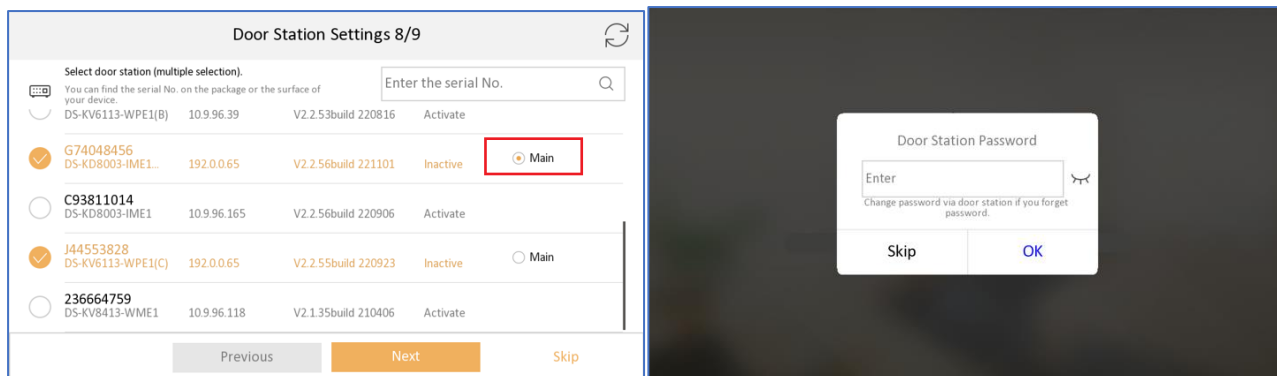 Door Station Settings 8/9
Select door station (multiple selection).
You can find the serial No. on the package or the surface of
your device.
Enter the serial No.
DS-KV6113-WPE1(B) 10.9.96.39 V2.2.53build 220816 Activate
G74048456
DS-KD8003-IME1... 192.0.0.65 V2.2.56build 221101 Inactive Main
C93811014
DS-KD8003-IME1 10.9.96.165 V2.2.56build 220906 Activate
J44553828
DS-KV6113-WPE1(C) 192.0.0.65 V2.2.55build 220923 Inactive Main
236664759
DS-KV8413-WME1 10.9.96.118 V2.1.35build 210406 Activate
Previous Next Skip
Door Station Password
Enter
Change password via door station if you forget
password.
Skip OK